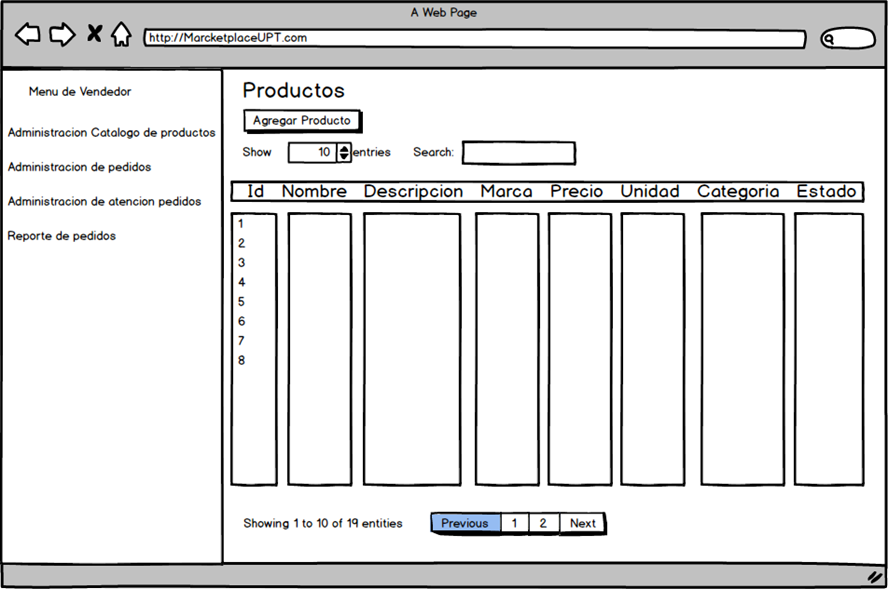 A Web Page
http://MarcketplaceUPT.com
Menu de Vendedor
Administracion Catalogo de productos
Administracion de pedidos
Administracion de atencion pedidos
Reporte de pedidos
Productos
Agregar Producto
Show 10 entries Search:
Id Nombre Descripcion Marca Precio Unidad Categoria Estado
1
2
3
4
5
6
7
8
Showing 1 to 10 of 19 entities Previous 1 2 Next